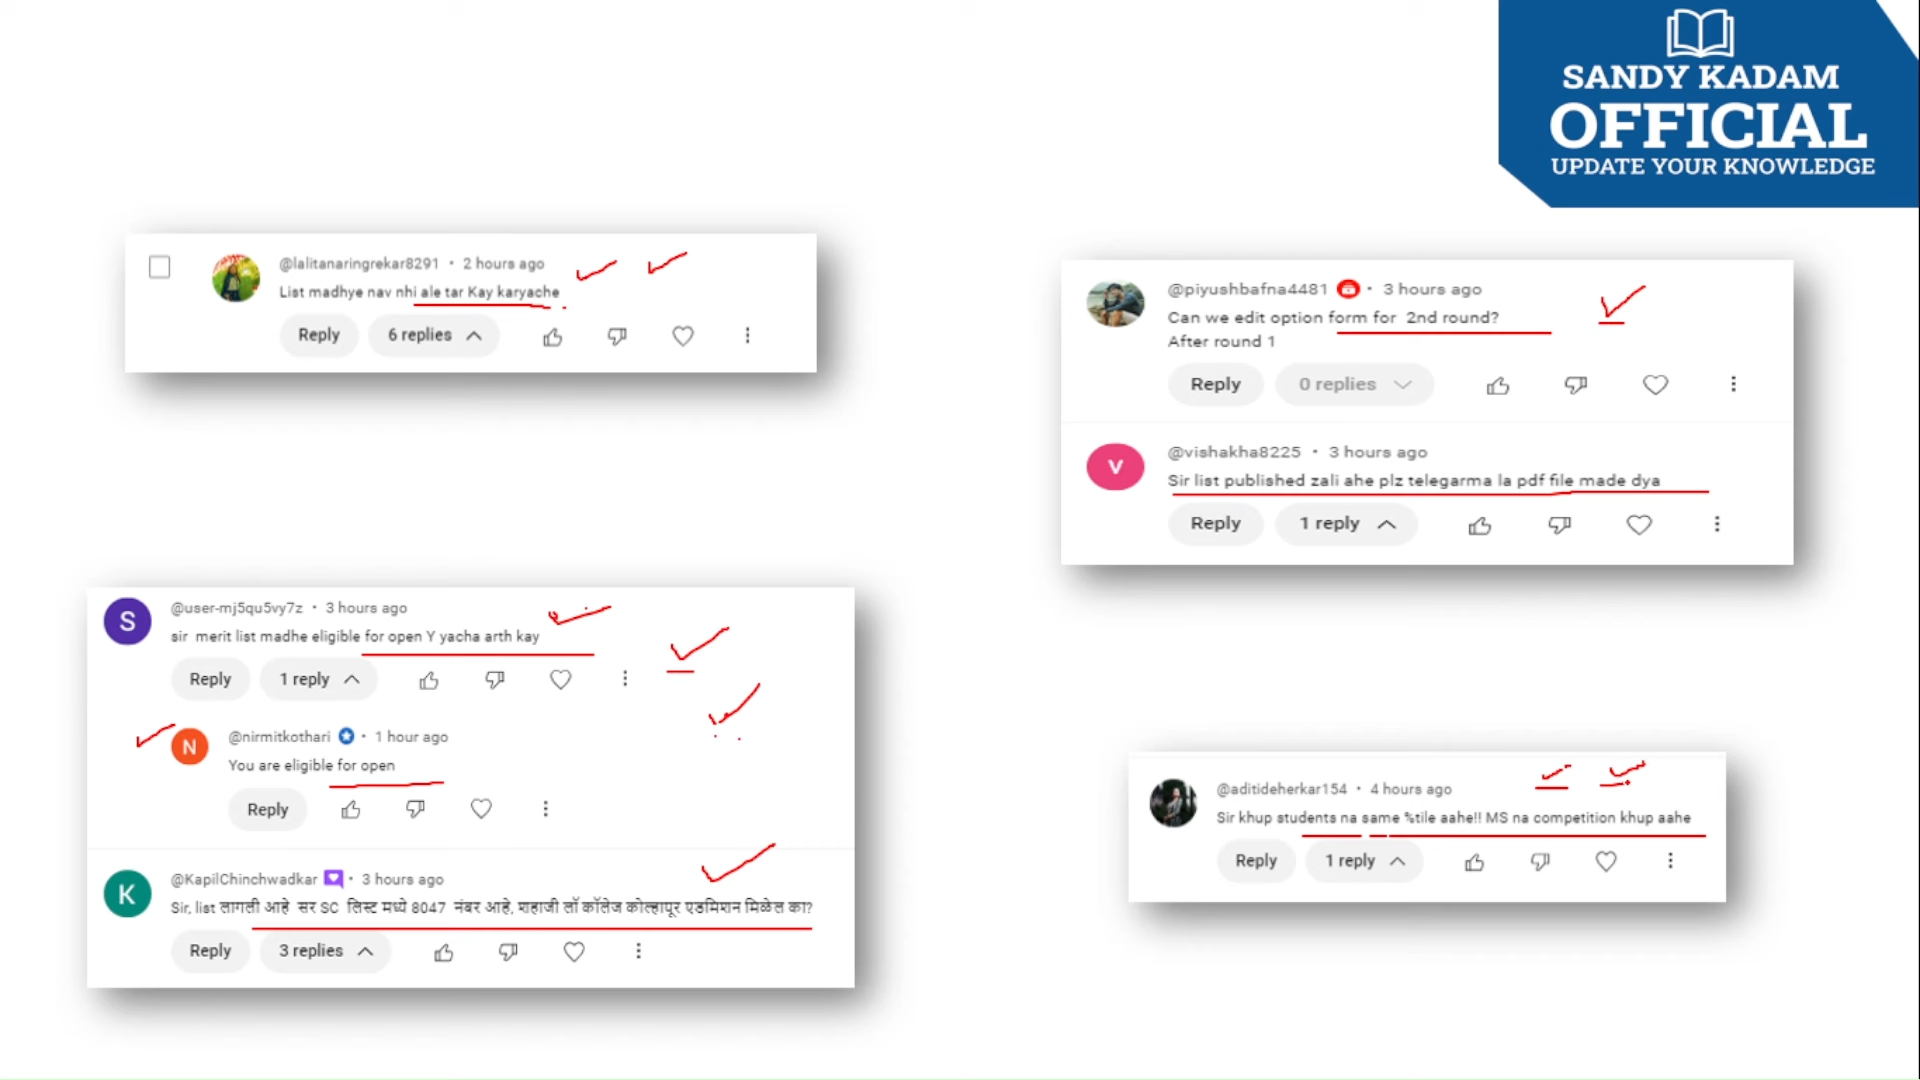 SANDY KADAM
OFFICIAL
UPDATE YOUR KNOWLEDGE
@lalitanaringrekar8291 • 2 hours ago
List madhye nav nhi ale tar Kay karyache
Reply 6 replies
@piyushbafna4481 • 3 hours ago
Can we edit option form for 2nd round?
After round 1
Reply 0 replies
V
@vishakha8225 • 3 hours ago
Sir list published zali ahe plz telegarma la pdf file made dya
Reply 1 reply
S
@user-mj5qu5vy7z • 3 hours ago
sir merit list madhe eligible for open Y yacha arth kay
Reply 1 reply
N
@nirmitkothari • 1 hour ago
You are eligible for open
Reply
K
@KapilChinchwadkar • 3 hours ago
Sir, list लागली आहे सर SC लिस्ट मध्ये 8047 नंबर आहे, शहाजी लॉ कॉलेज कोल्हापूर एडमिशन मिळेल का?
Reply 3 replies
@aditideherkar154 • 4 hours ago
Sir khup students na same %tile aahe!! MS na competition khup aahe
Reply 1 reply